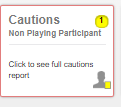 Cautions 1
Non Playing Participant
Click to see full cautions
report